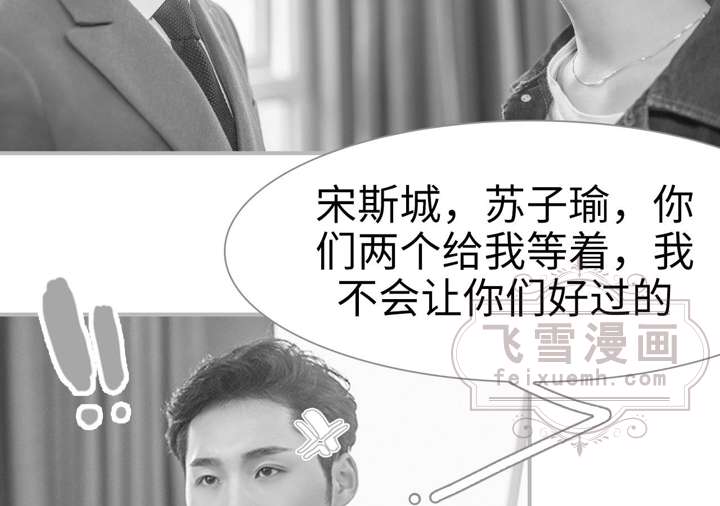 宋斯城，苏子瑜，你
们两个给我等着，我
不会让你们好过的
飞雪漫画
feixuemh.com